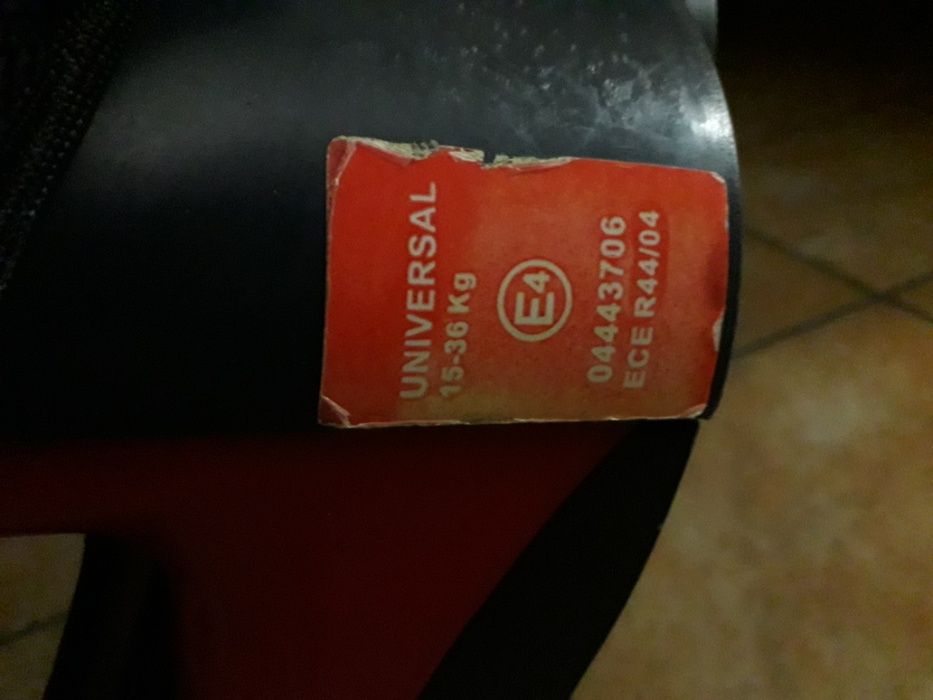 UNIVERSAL
15-36 Kg
E4
04443706
ECE R44/04